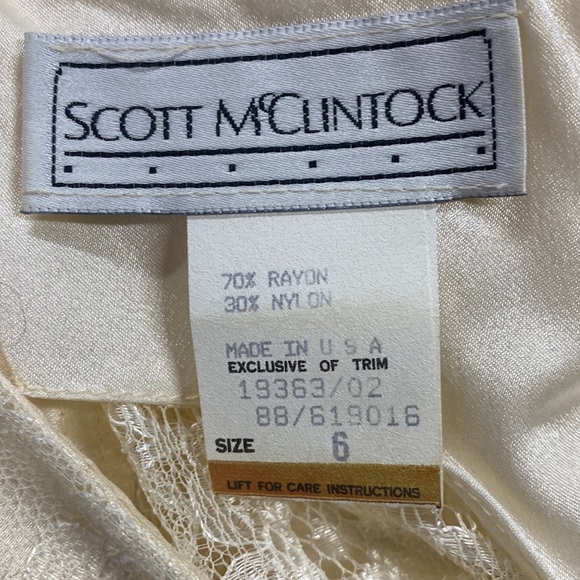 SCOTT McCLINTOCK
70% RAYON
30% NYLON
MADE IN U S A
EXCLUSIVE OF TRIM
19363/02
88/619016
SIZE 6
LIFT FOR CARE INSTRUCTIONS